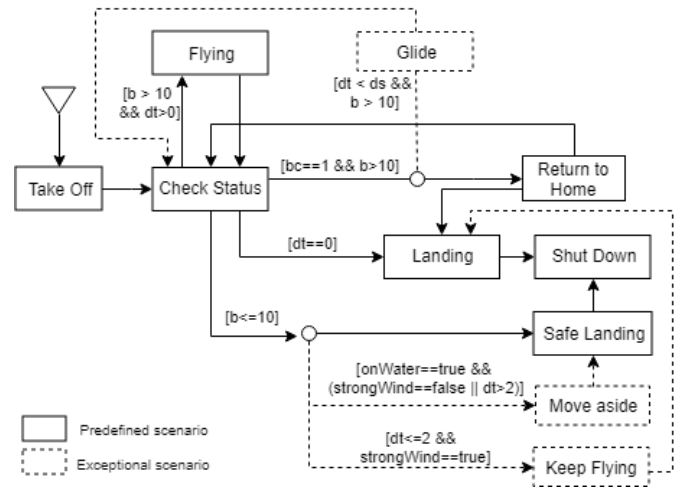 Flying
Glide
[b > 10
&& dt>0]
[dt < ds &&
b > 10]
Take Off
Check Status
[bc==1 && b>10]
Return to
Home
[dt==0]
Landing
Shut Down
[b<=10]
Safe Landing
[onWater==true &&
(strongWind==false || dt>2)]
Move aside
[dt<=2 &&
strongWind==true]
Keep Flying
Predefined scenario
Exceptional scenario